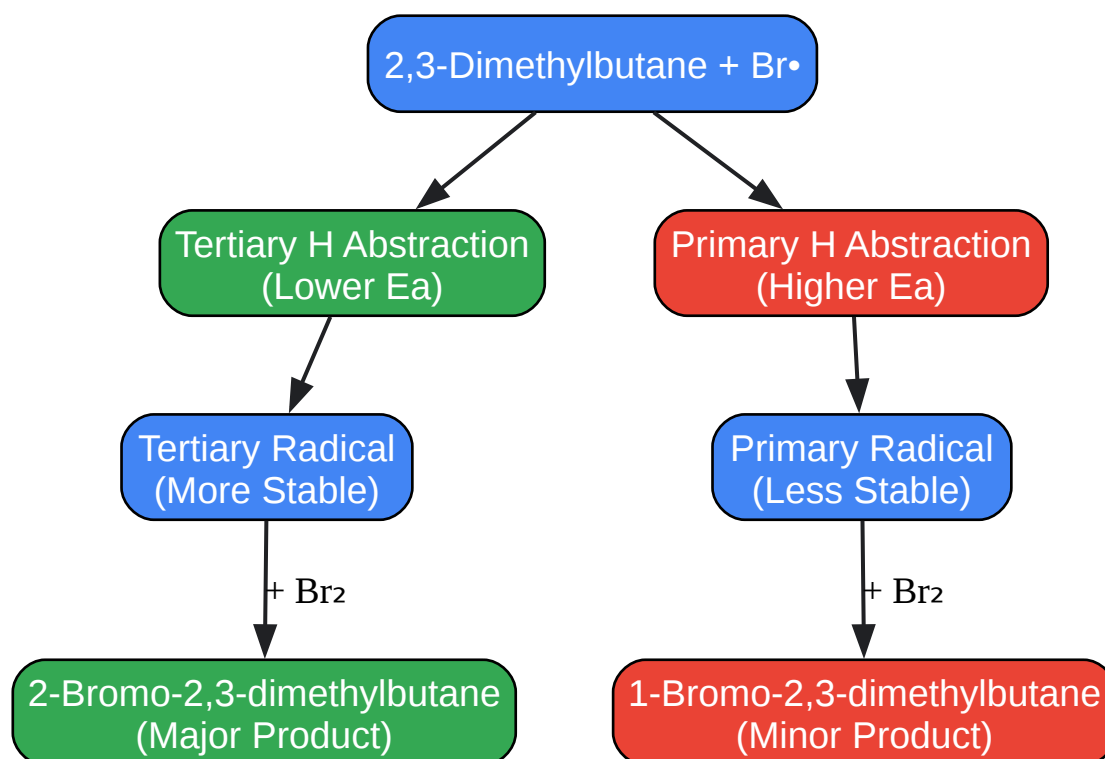 2,3-Dimethylbutane + Br•
Tertiary H Abstraction
(Lower Ea)
Primary H Abstraction
(Higher Ea)
Tertiary Radical
(More Stable)
Primary Radical
(Less Stable)
+ Br₂
+ Br₂
2-Bromo-2,3-dimethylbutane
(Major Product)
1-Bromo-2,3-dimethylbutane
(Minor Product)